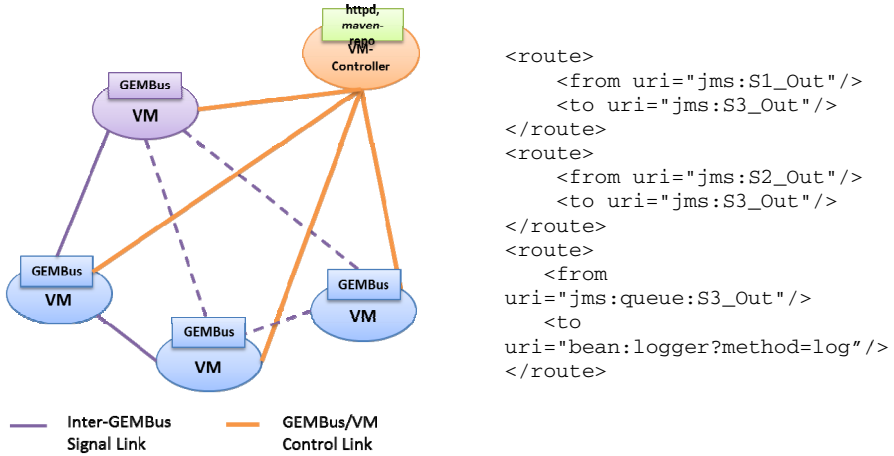 httpd,
maven-
repo
VM-
Controller
GEMBus
VM
GEMBus
VM
GEMBus
VM
GEMBus
VM
Inter-GEMBus
Signal Link
GEMBus/VM
Control Link
<route>
    <from uri="jms:S1_Out"/>
    <to uri="jms:S3_Out"/>
</route>
<route>
    <from uri="jms:S2_Out"/>
    <to uri="jms:S3_Out"/>
</route>
<route>
   <from
uri="jms:queue:S3_Out"/>
   <to
uri="bean:logger?method=log”/>
</route>